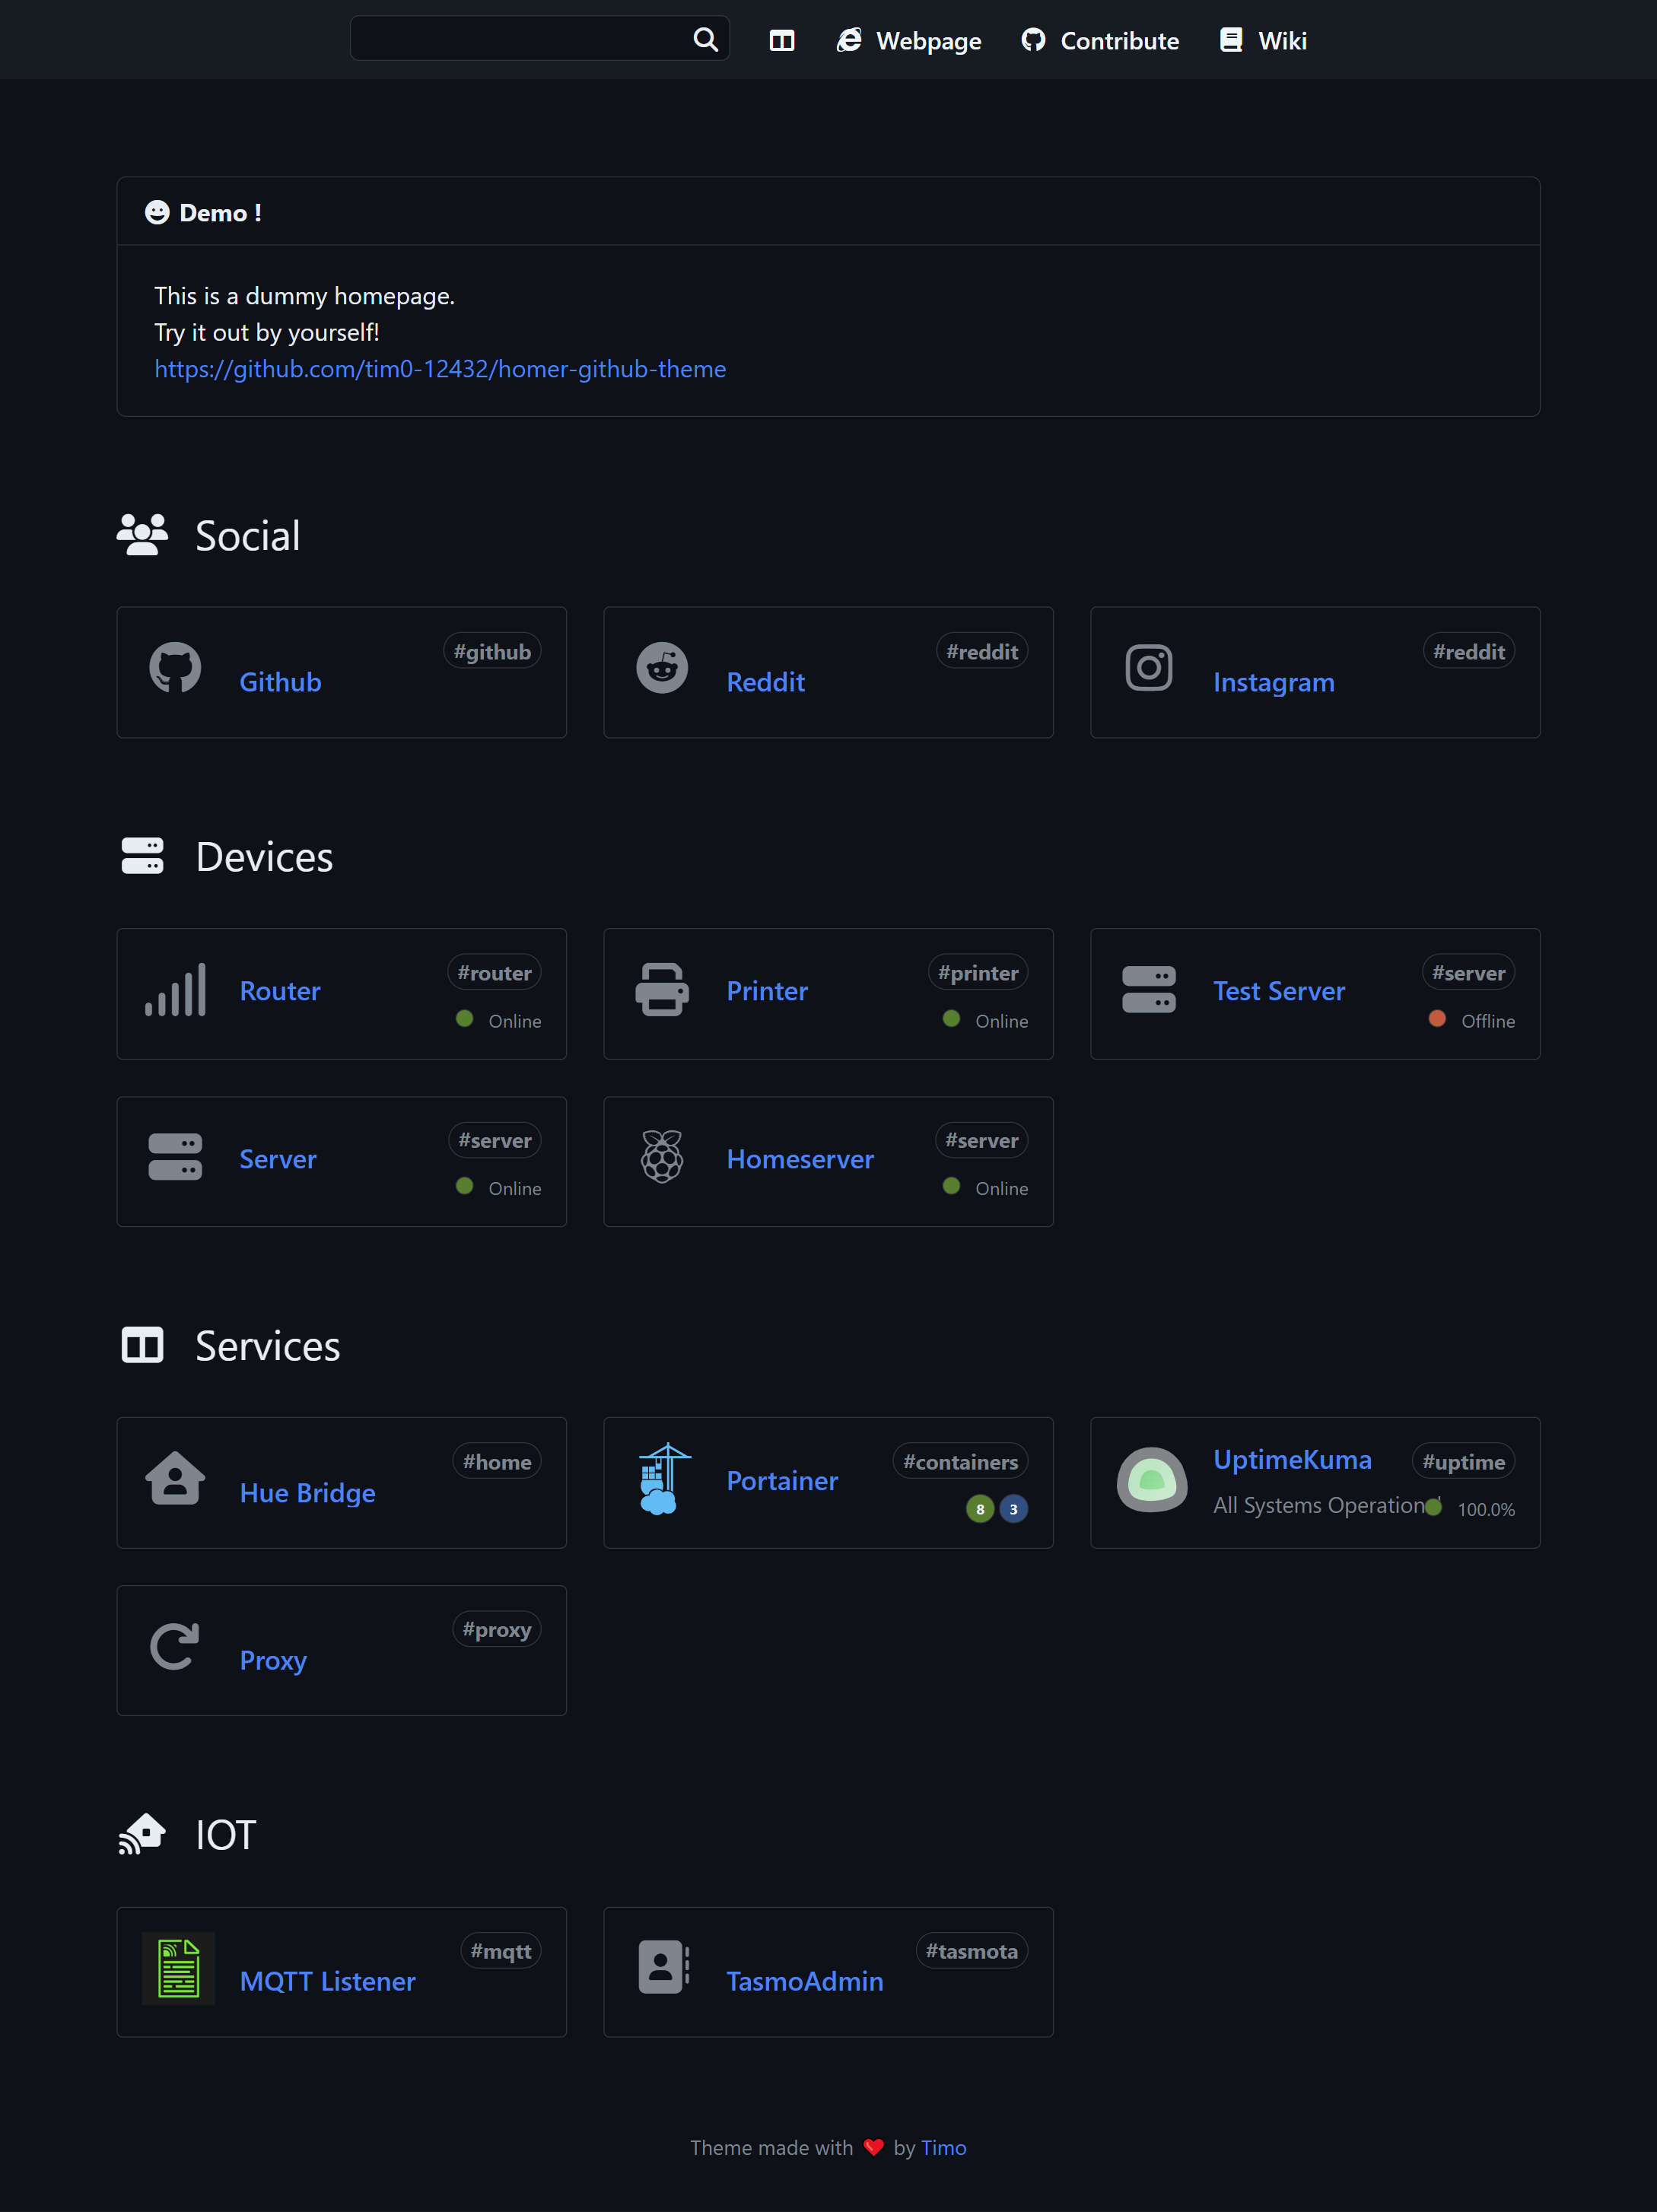 Webpage
Contribute
Wiki
Demo !
This is a dummy homepage.
Try it out by yourself!
https://github.com/tim0-12432/homer-github-theme
Social
Github
#github
Reddit
#reddit
Instagram
#reddit
Devices
Router
#router
Online
Printer
#printer
Online
Test Server
#server
Offline
Server
#server
Online
Homeserver
#server
Online
Services
Hue Bridge
#home
Portainer
#containers
8 3
UptimeKuma
#uptime
All Systems Operation
100.0%
Proxy
#proxy
IOT
MQTT Listener
#mqtt
TasmoAdmin
#tasmota
Theme made with ❤ by Timo